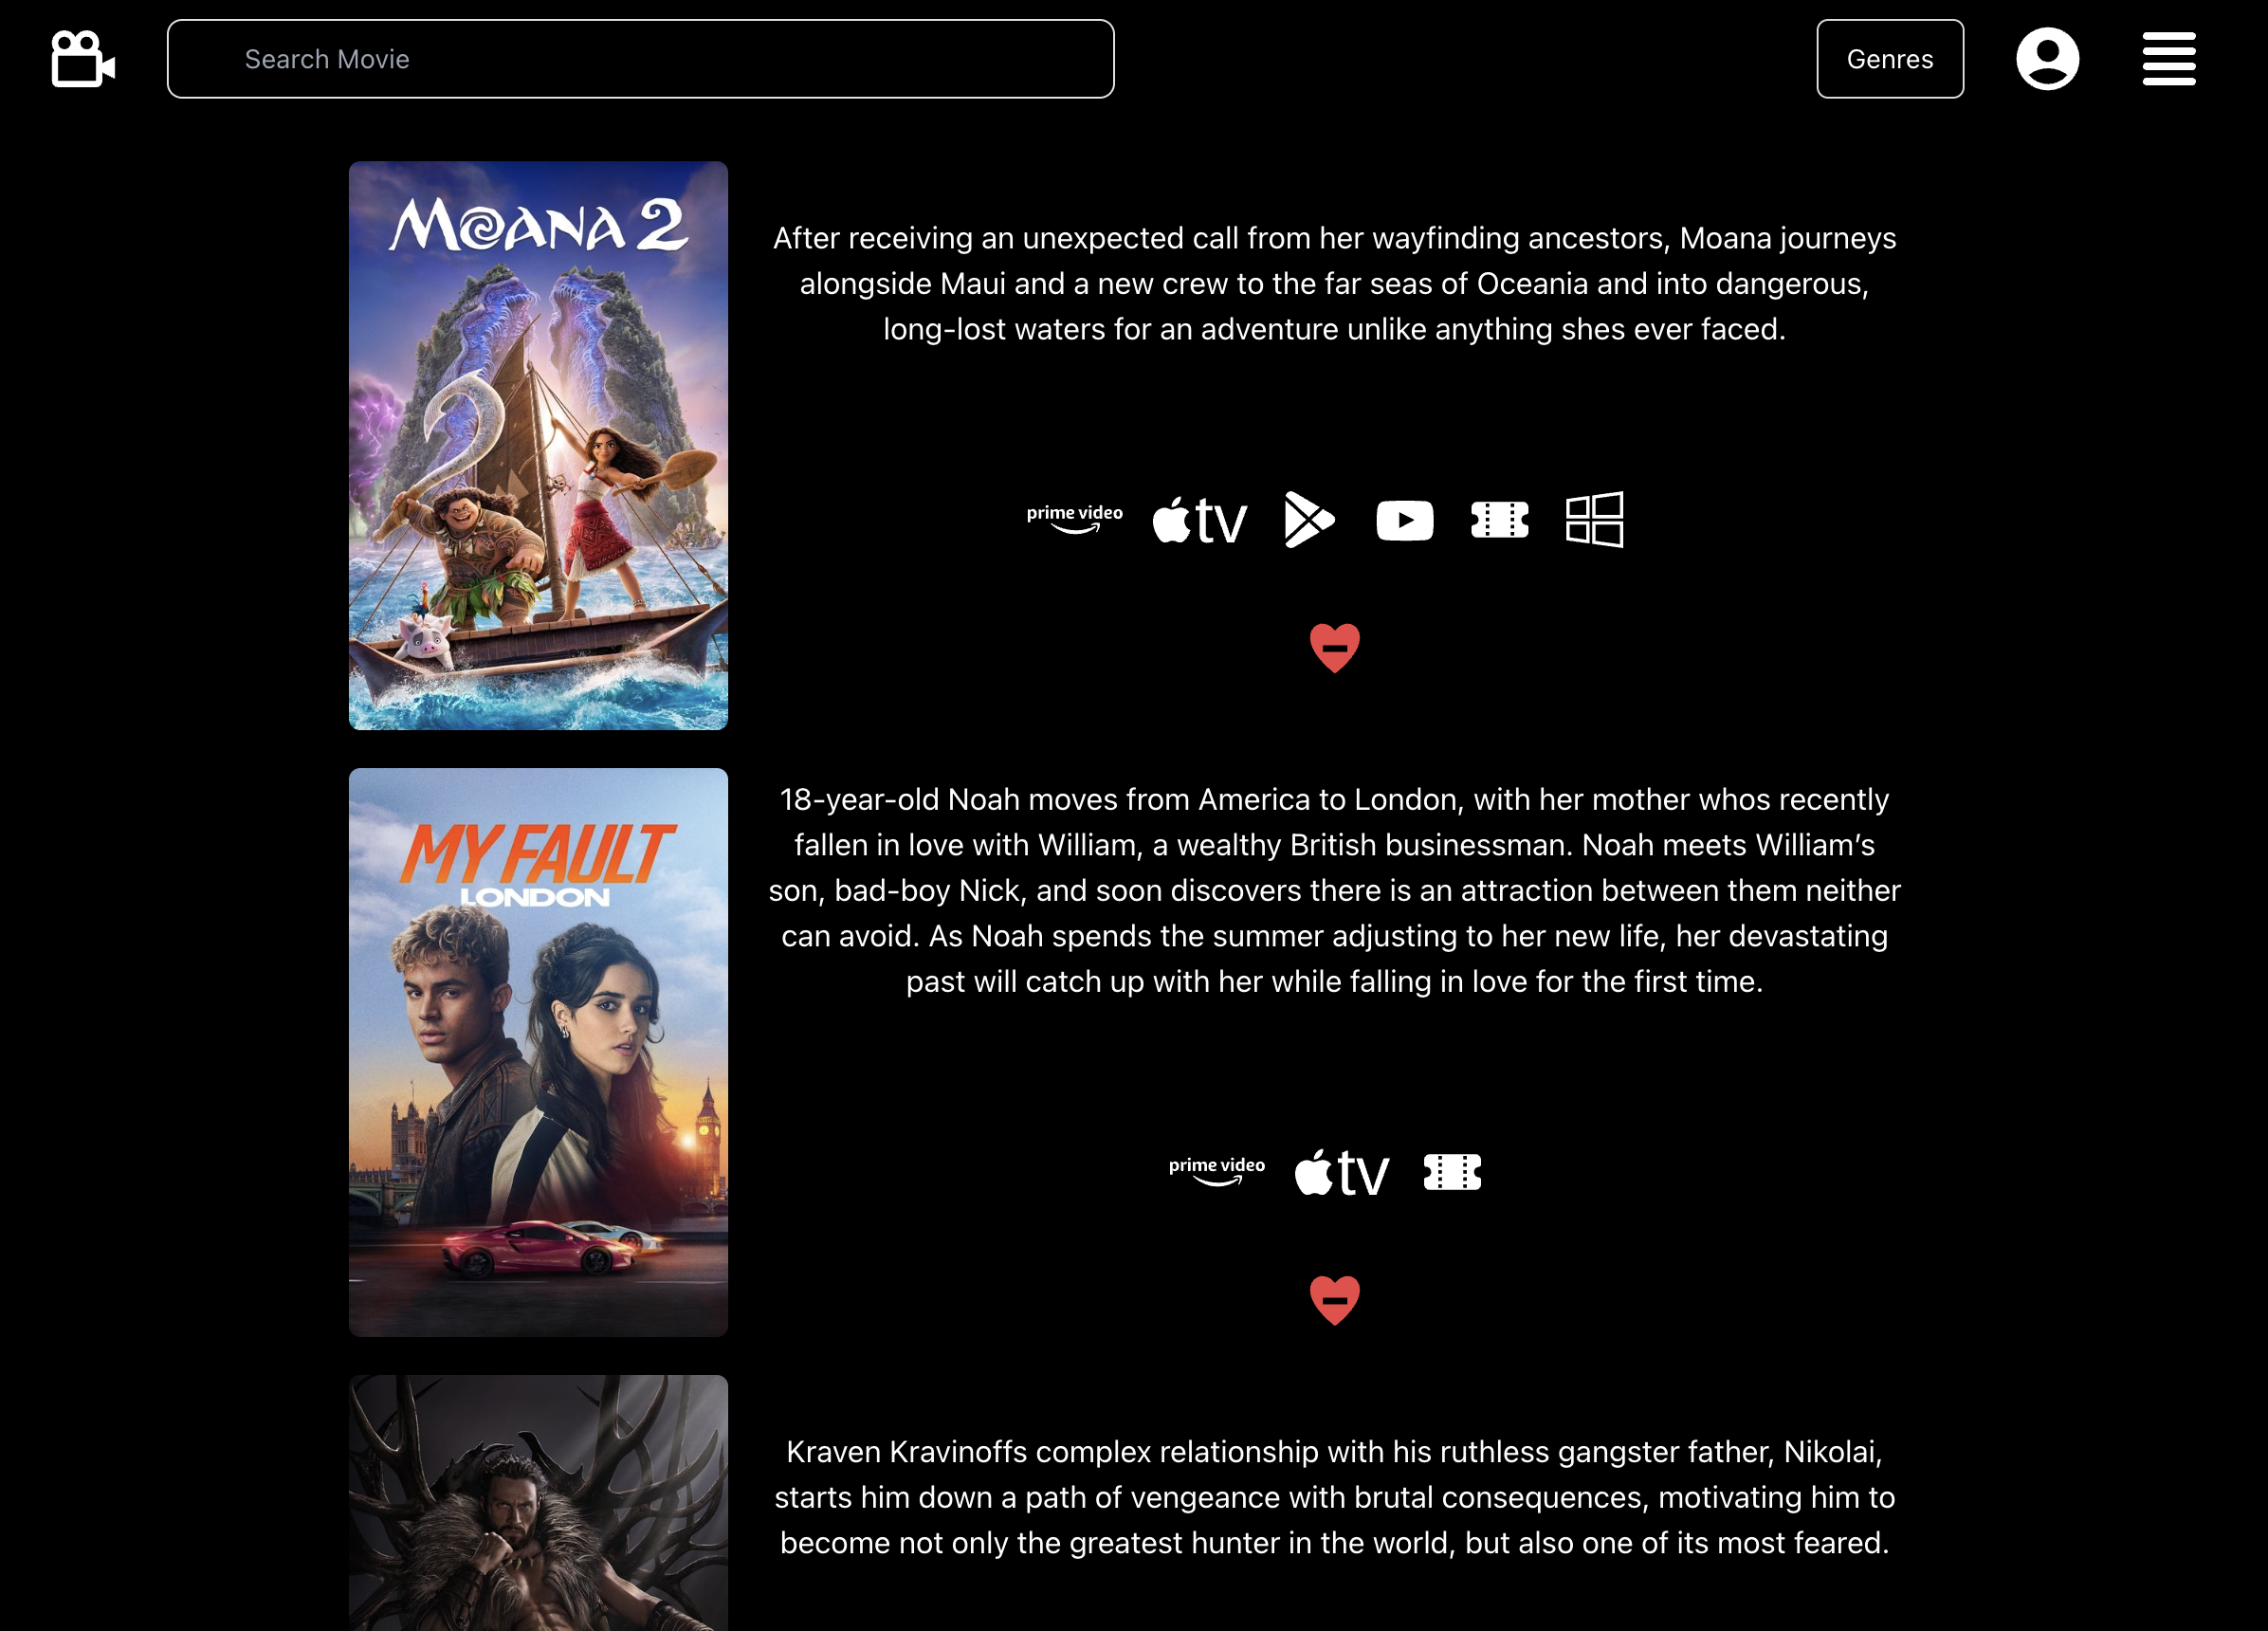 Search Movie
Genres
MOANA 2
After receiving an unexpected call from her wayfinding ancestors, Moana journeys
alongside Maui and a new crew to the far seas of Oceania and into dangerous,
long-lost waters for an adventure unlike anything shes ever faced.
prime video
tv
MY FAULT
LONDON
18-year-old Noah moves from America to London, with her mother whos recently
fallen in love with William, a wealthy British businessman. Noah meets William’s
son, bad-boy Nick, and soon discovers there is an attraction between them neither
can avoid. As Noah spends the summer adjusting to her new life, her devastating
past will catch up with her while falling in love for the first time.
prime video
tv
Kraven Kravinoffs complex relationship with his ruthless gangster father, Nikolai,
starts him down a path of vengeance with brutal consequences, motivating him to
become not only the greatest hunter in the world, but also one of its most feared.